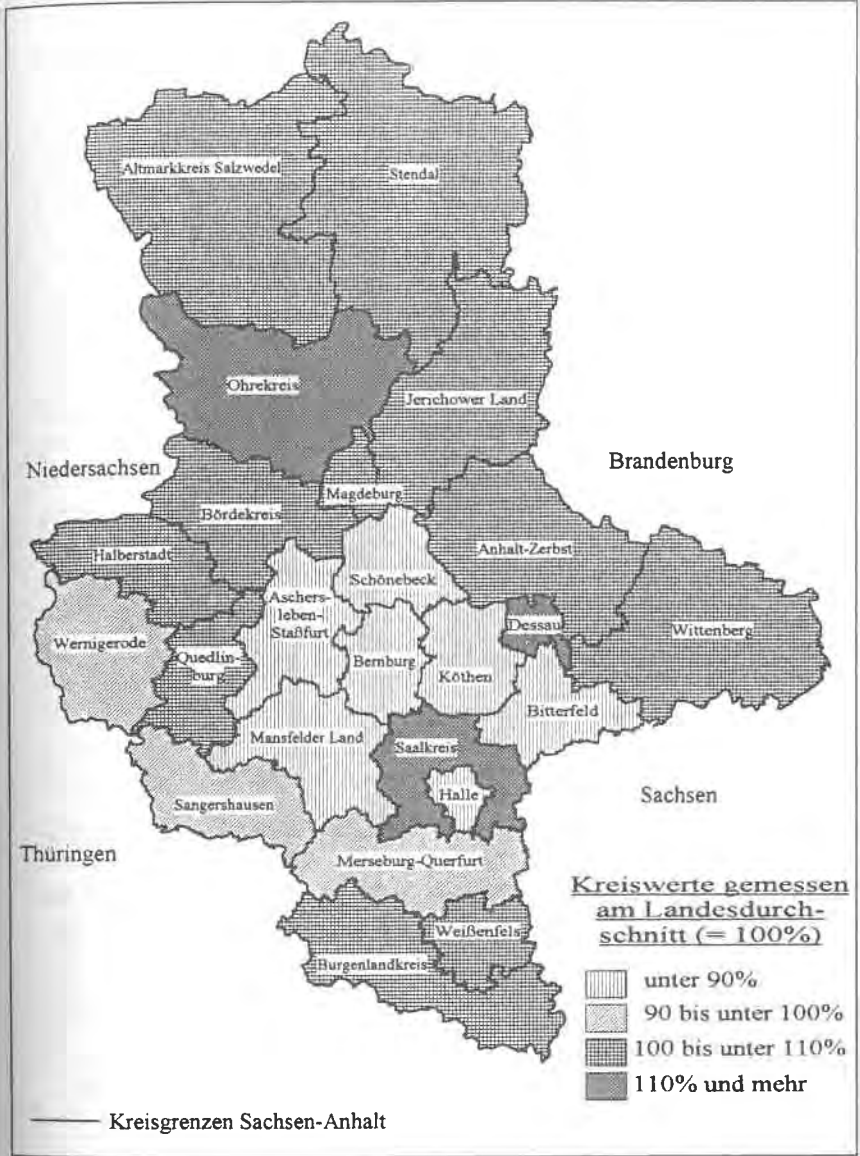 Altmarkkreis Salzwedel
Stendal
Ohrekreis
Jerichower Land
Niedersachsen
Brandenburg
Magdeburg
Bördekreis
Halberstadt
Anhalt-Zerbst
Schönebeck
Aschers-
leben-
Staßfurt
Dessau
Wittenberg
Wernigerode
Quedlin-
burg
Bernburg
Köthen
Bitterfeld
Mansfelder Land
Saalkreis
Halle
Sachsen
Sangershausen
Thüringen
Merseburg-Querfurt
Weißenfels
Burgenlandkreis
Kreiswerte gemessen
am Landesdurch-
schnitt (= 100%)
unter 90%
90 bis unter 100%
100 bis unter 110%
110% und mehr
Kreisgrenzen Sachsen-Anhalt